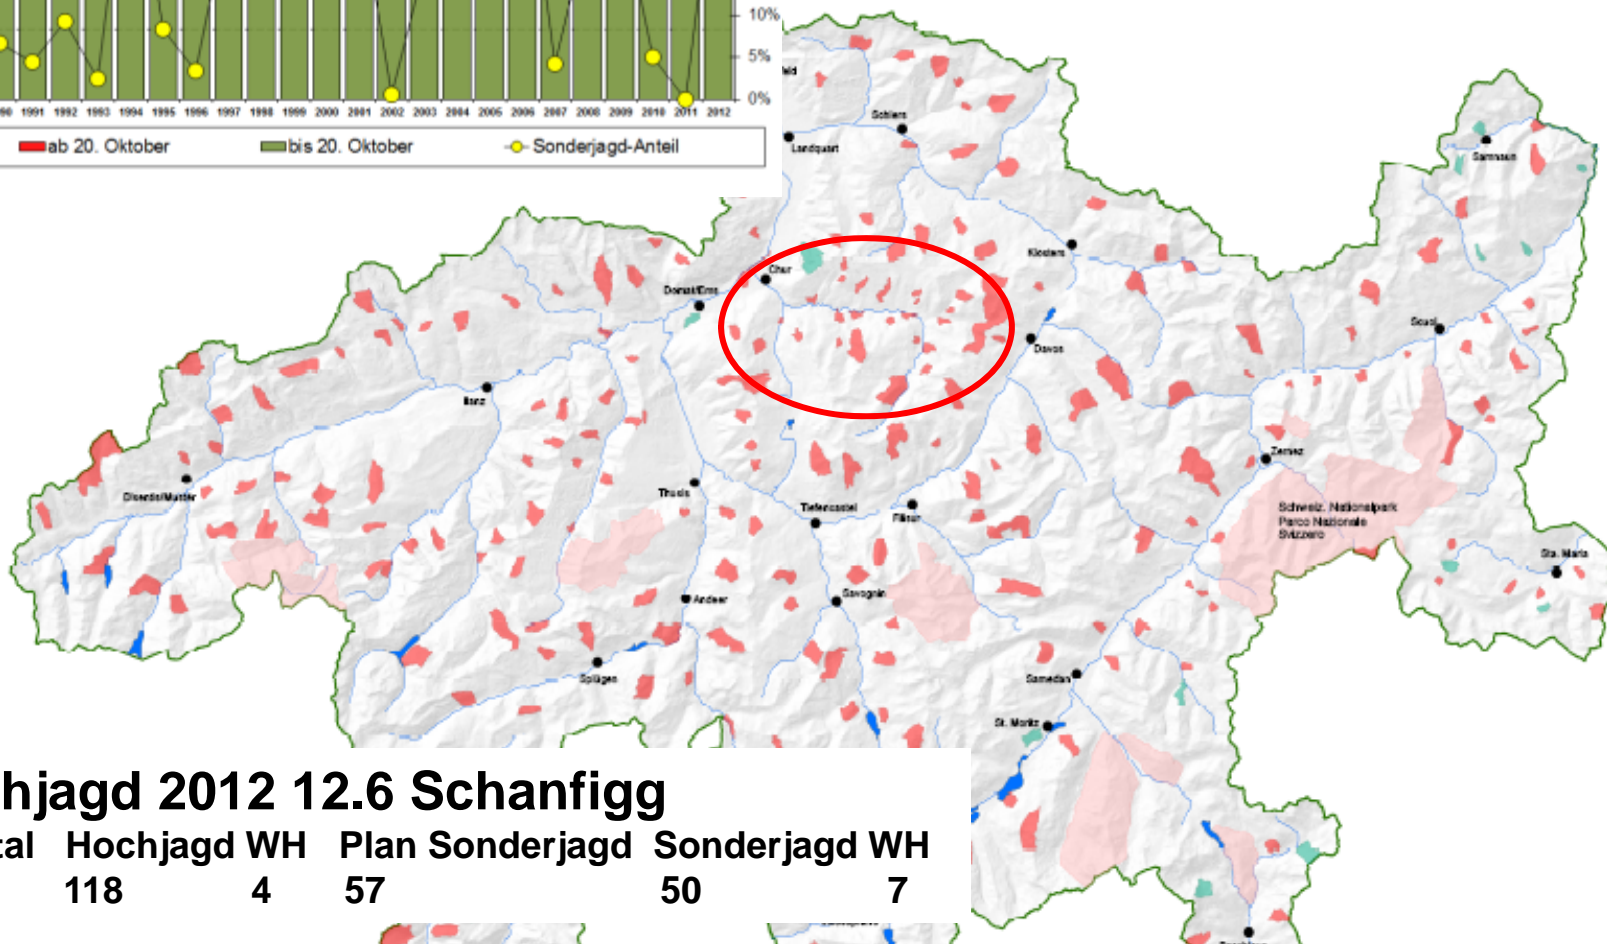 10%
5%
0%
90 1991 1992 1993 1994 1995 1996 1997 1998 1999 2000 2001 2002 2003 2004 2005 2006 2007 2008 2009 2010 2011 2012
ab 20. Oktober bis 20. Oktober Sonderjagd-Anteil
Schiers
Landquart
Samnaun
Klosters
Chur
Domat/Ems
Scuol
Davos
Ilanz
Zernez
Disentis/Mustér
Thusis
Tiefencastel
Filisur
Schweiz. Nationalpark
Parco Nazionale
Svizzero
Sta. Maria
Andeer
Savognin
Splügen
Samedan
St. Moritz
hjagd 2012 12.6 Schanfigg
tal Hochjagd WH Plan Sonderjagd Sonderjagd WH
118 4 57 50 7